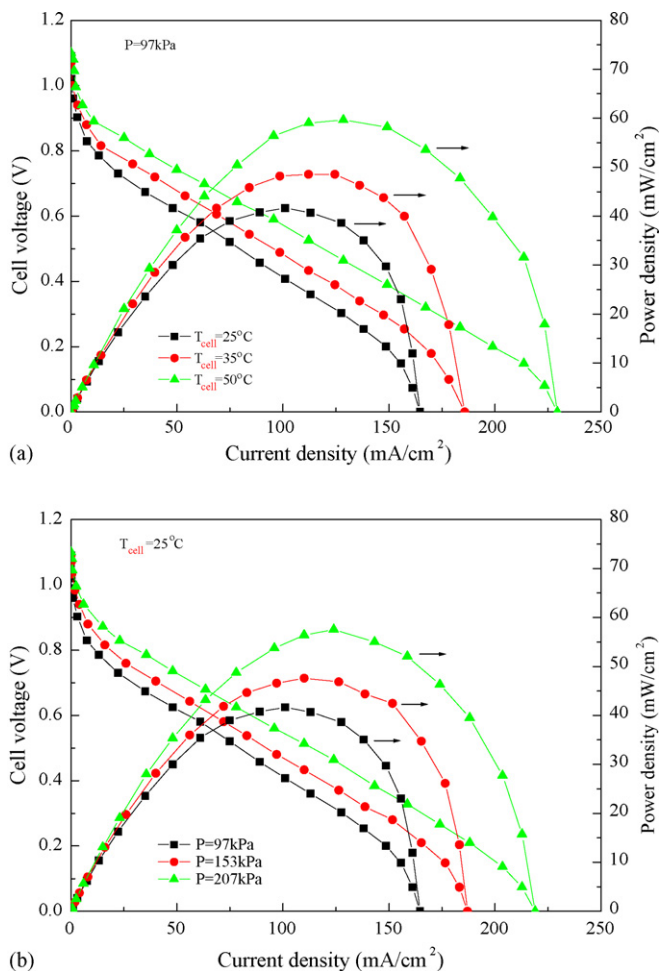 P=97kPa
Cell voltage (V)
1.2
1.0
0.8
0.6
0.4
0.2
0.0
Power density (mW/cm²)
80
70
60
50
40
30
20
10
0
T_cell=25°C
T_cell=35°C
T_cell=50°C
0 50 100 150 200 250
(a) Current density (mA/cm²)
T_cell=25°C
Cell voltage (V)
1.2
1.0
0.8
0.6
0.4
0.2
0.0
Power density (mW/cm²)
80
70
60
50
40
30
20
10
0
P=97kPa
P=153kPa
P=207kPa
0 50 100 150 200 250
(b) Current density (mA/cm²)